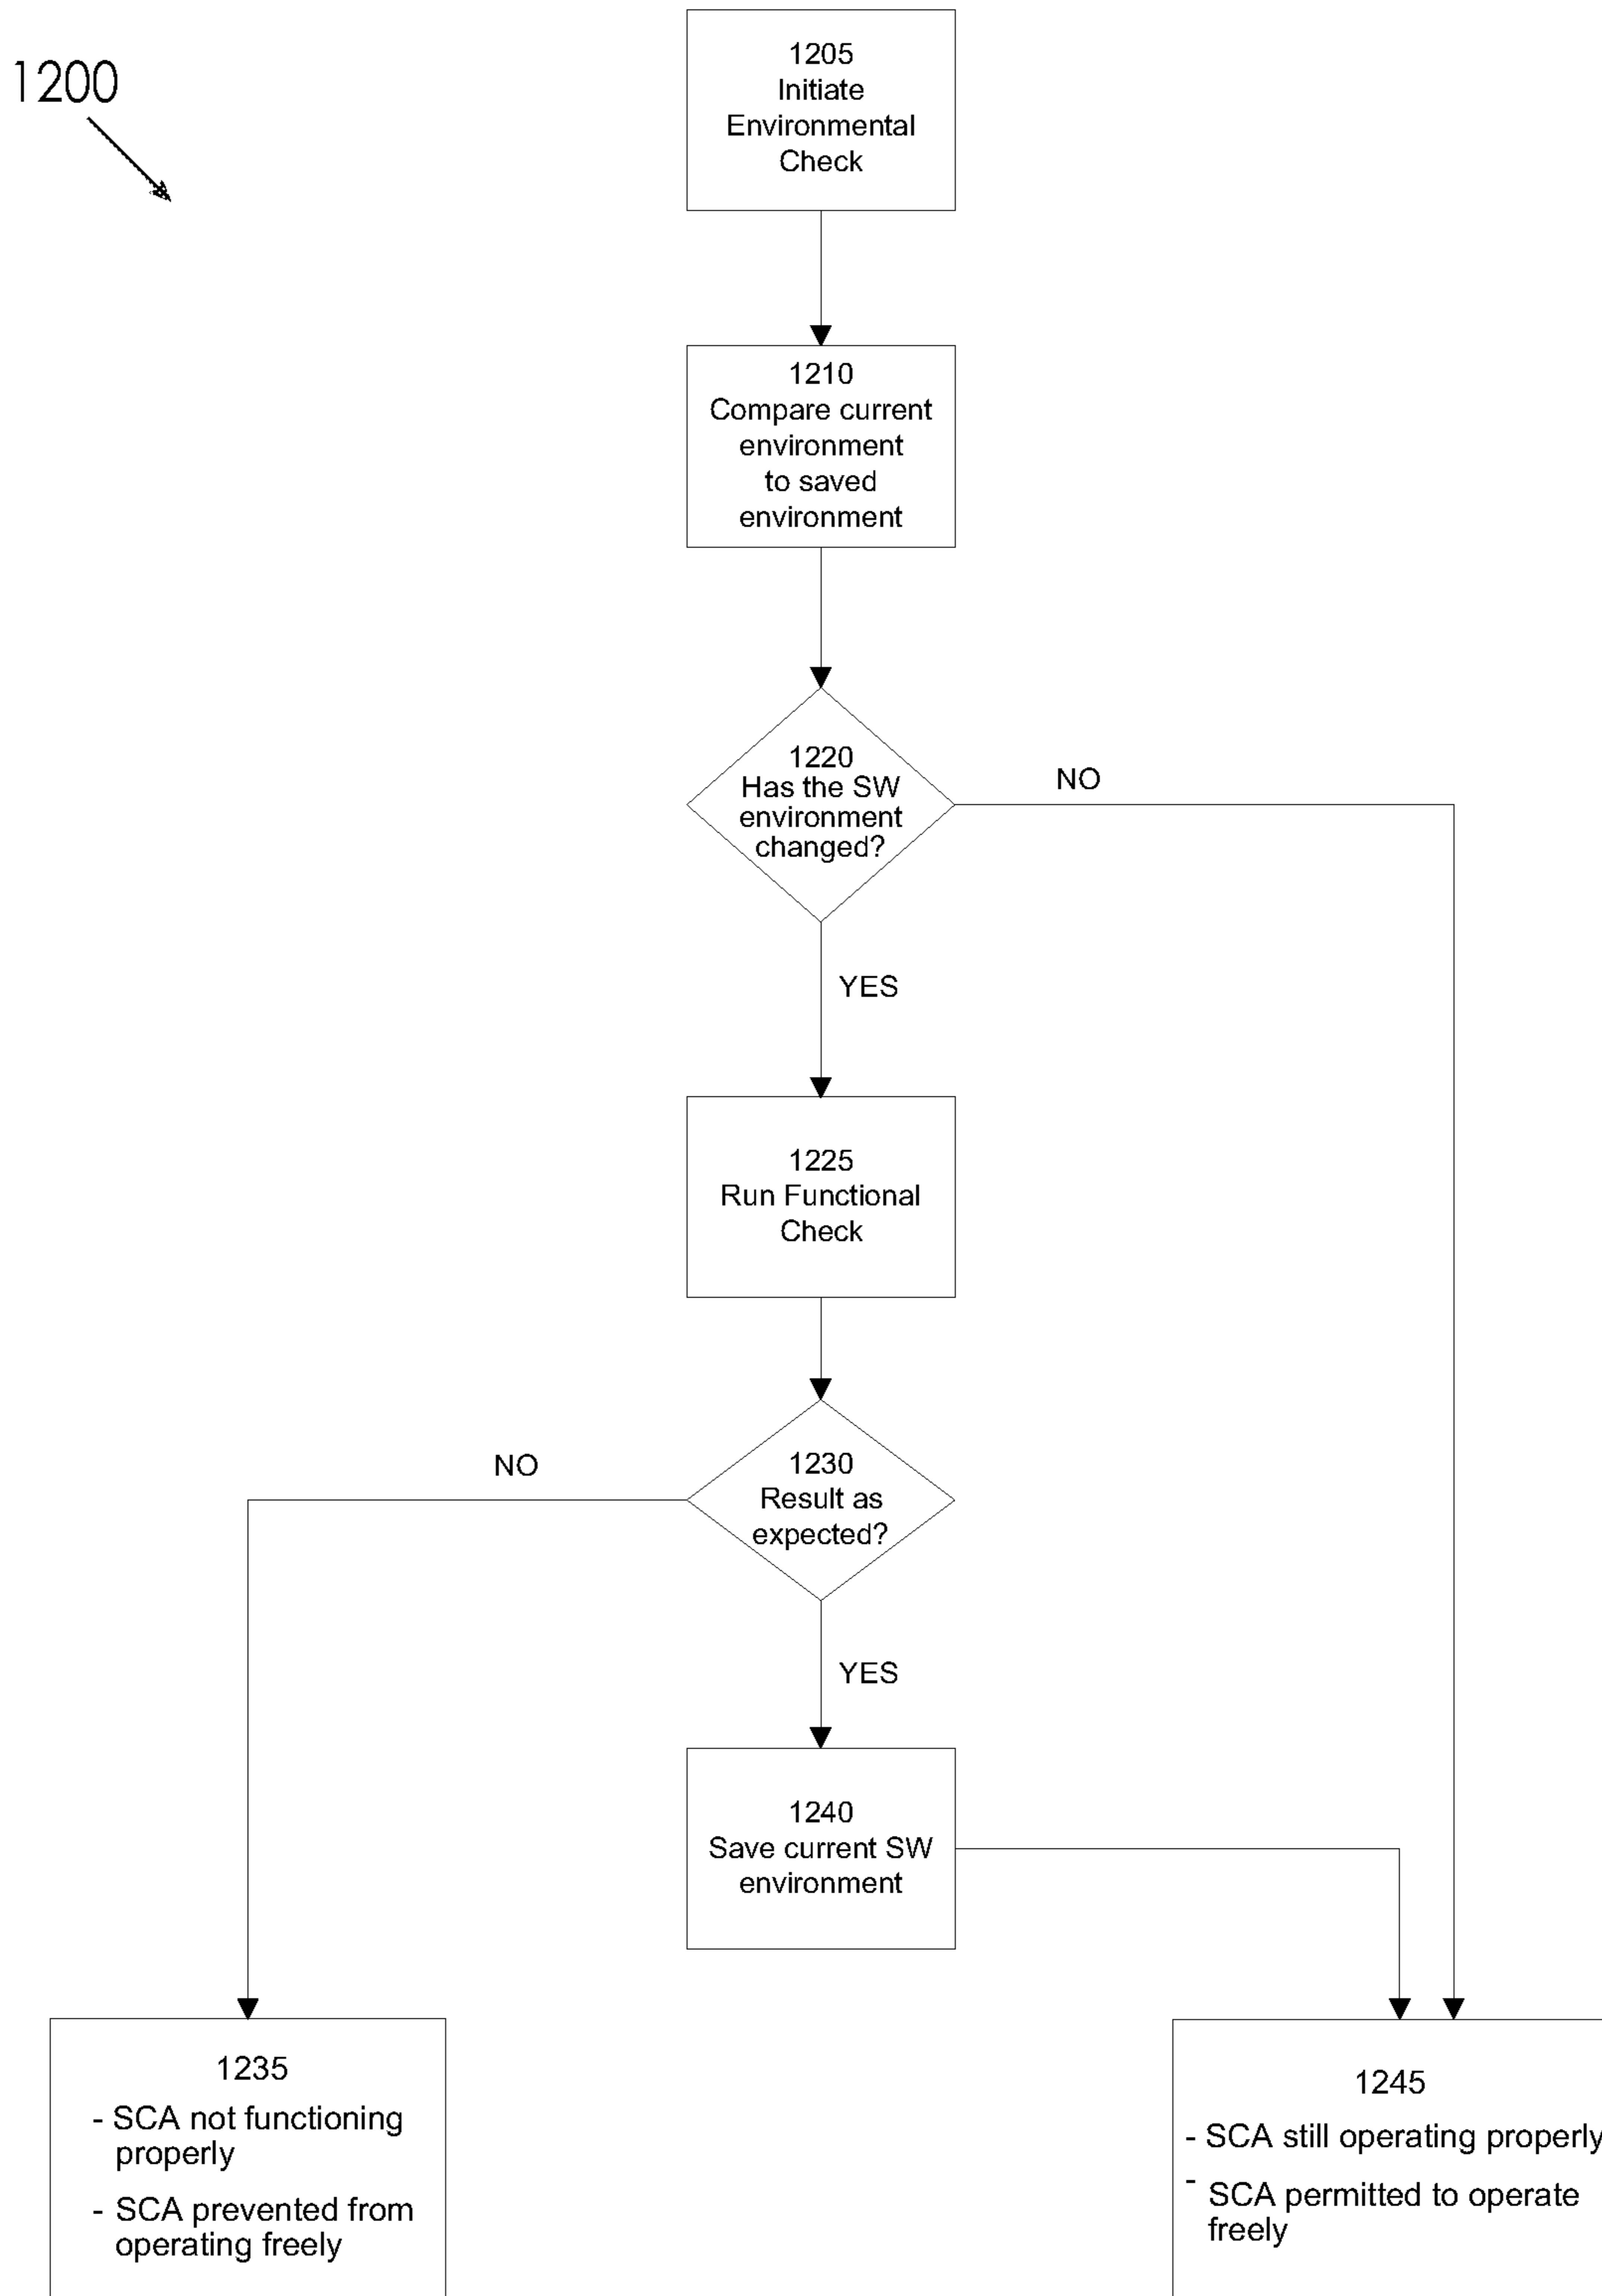 1200
1205
Initiate
Environmental
Check
1210
Compare current
environment
to saved
environment
1220
Has the SW
environment
changed?
NO
YES
1225
Run Functional
Check
1230
Result as
expected?
NO
YES
1240
Save current SW
environment
1235
- SCA not functioning
properly
- SCA prevented from
operating freely
1245
- SCA still operating properly
- SCA permitted to operate
freely